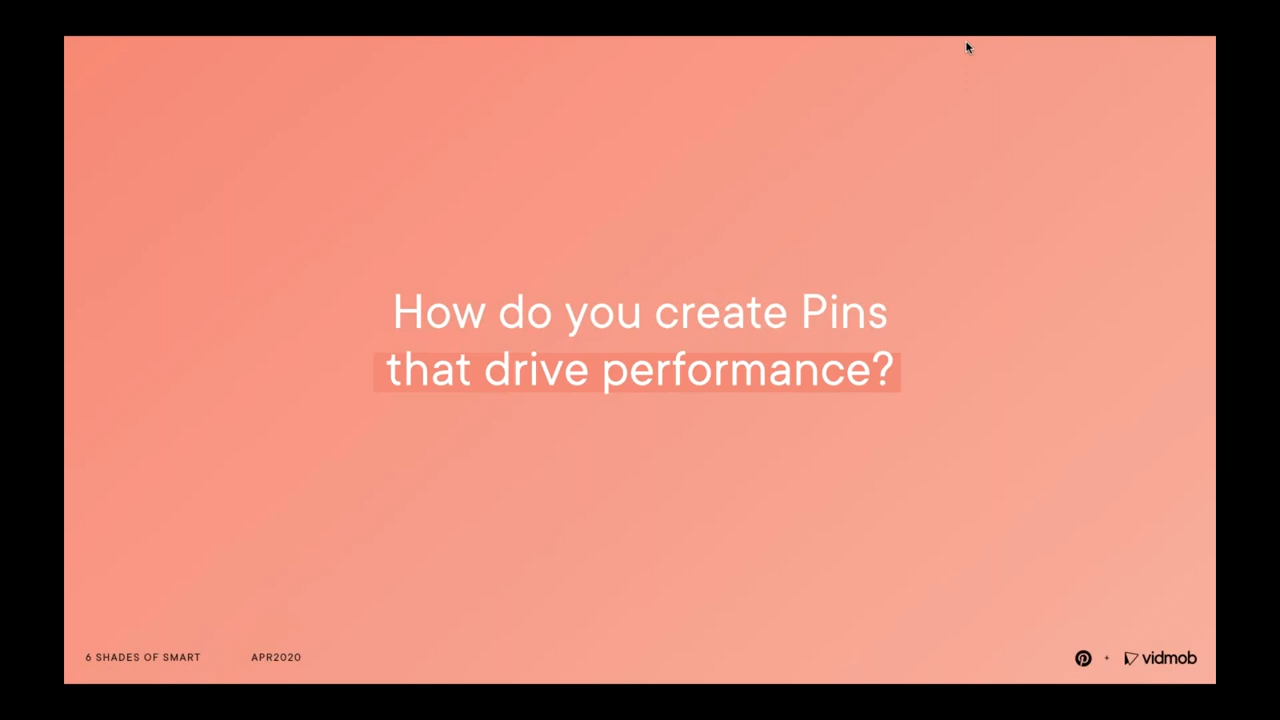 How do you create Pins
that drive performance?
6 SHADES OF SMART APR2020 + vidmob